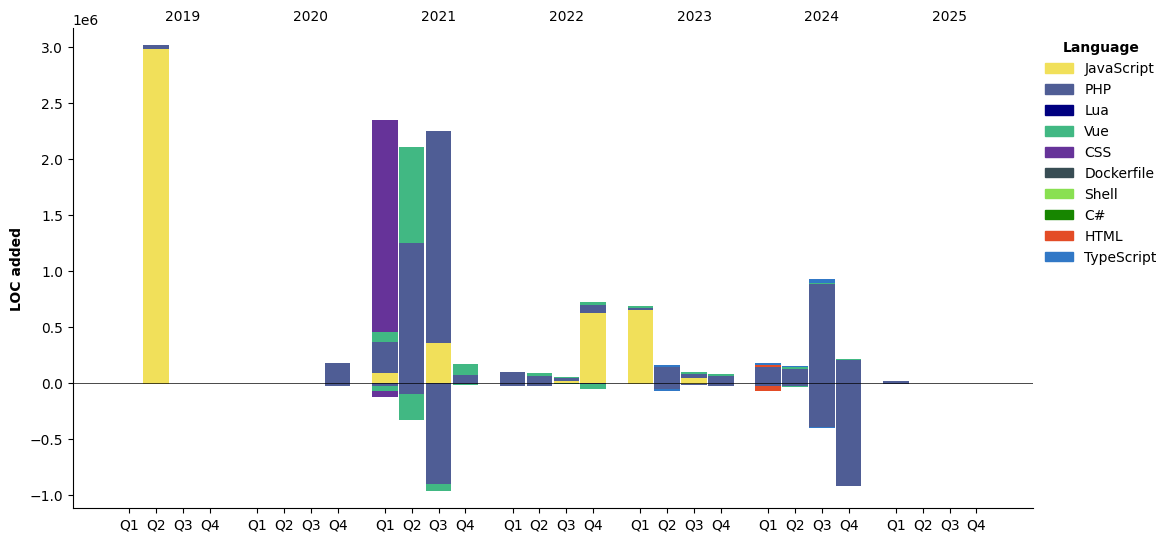 1e6
2019 2020 2021 2022 2023 2024 2025
LOC added
3.0
2.5
2.0
1.5
1.0
0.5
0.0
−0.5
−1.0
Q1 Q2 Q3 Q4 Q1 Q2 Q3 Q4 Q1 Q2 Q3 Q4 Q1 Q2 Q3 Q4 Q1 Q2 Q3 Q4 Q1 Q2 Q3 Q4 Q1 Q2 Q3 Q4
Language
JavaScript
PHP
Lua
Vue
CSS
Dockerfile
Shell
C#
HTML
TypeScript